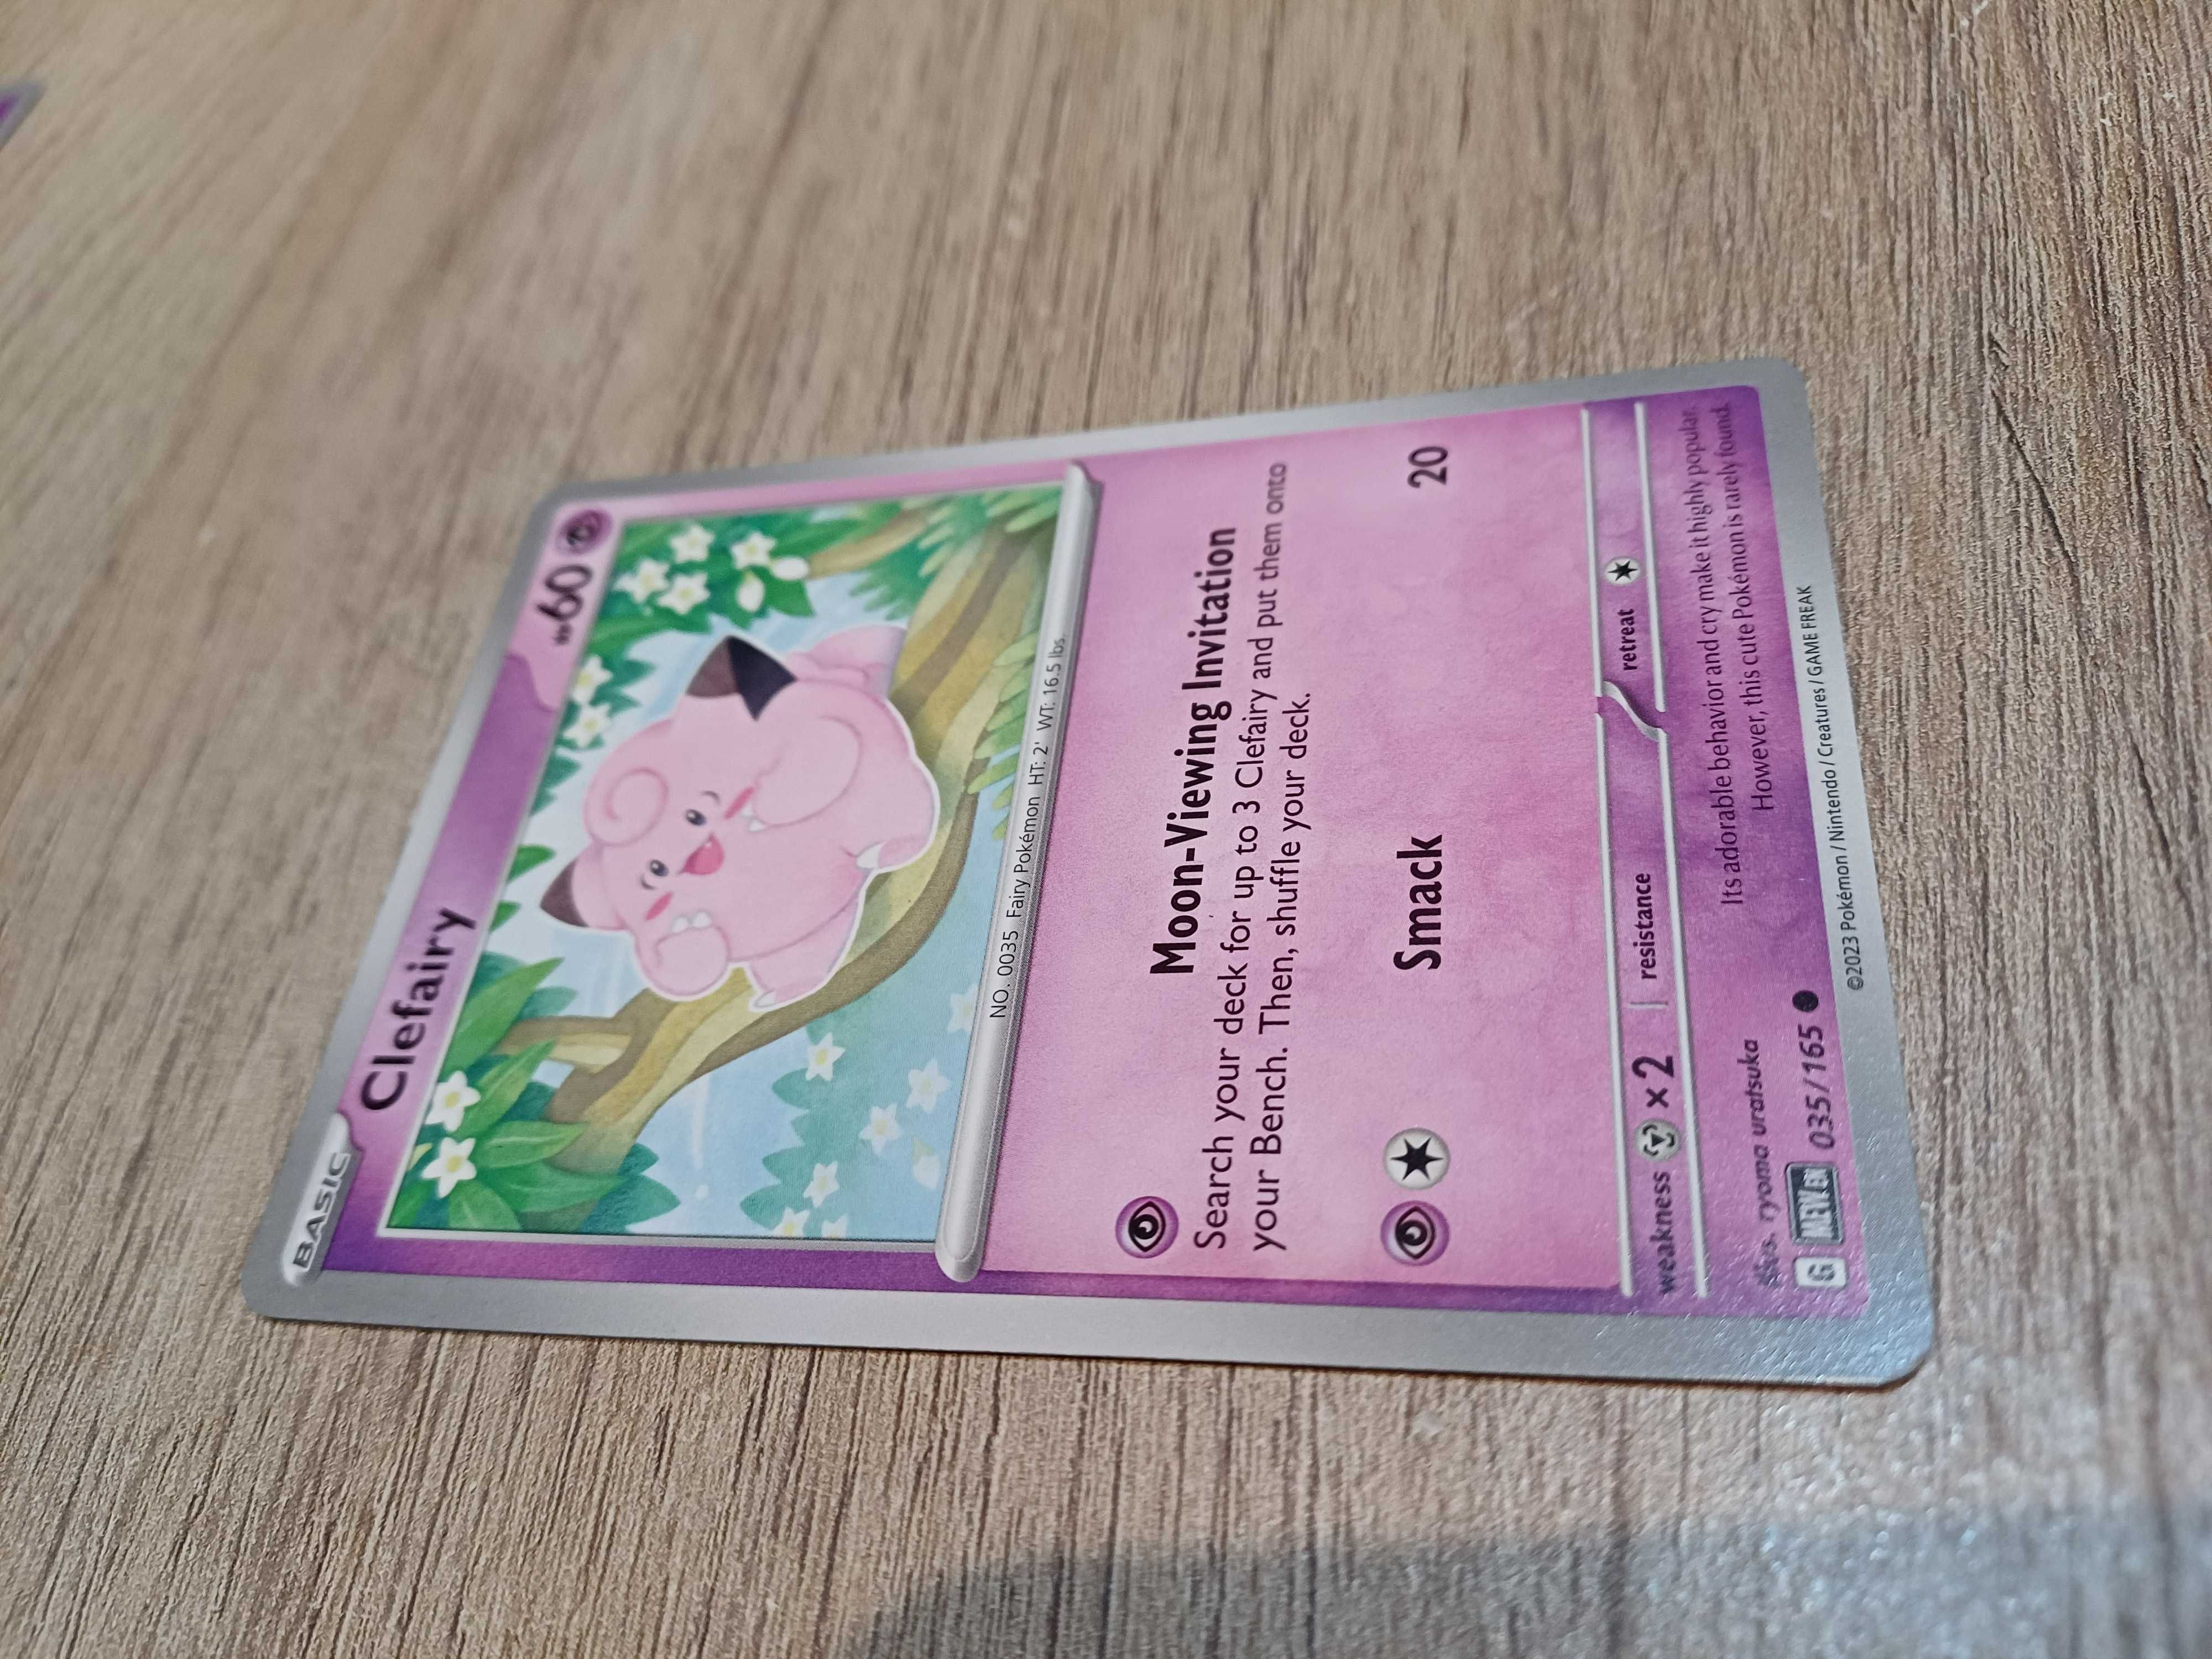 BASIC
Clefairy HP 60
NO. 0035 Fairy Pokémon HT: 2' WT: 16.5 lbs.
Moon-Viewing Invitation
Search your deck for up to 3 Clefairy and put them onto
your Bench. Then, shuffle your deck.
Smack 20
weakness ×2 resistance retreat
Illus. ryoma uratsuka
Its adorable behavior and cry make it highly popular.
However, this cute Pokémon is rarely found.
G MEW EN 035/165
©2023 Pokémon / Nintendo / Creatures / GAME FREAK